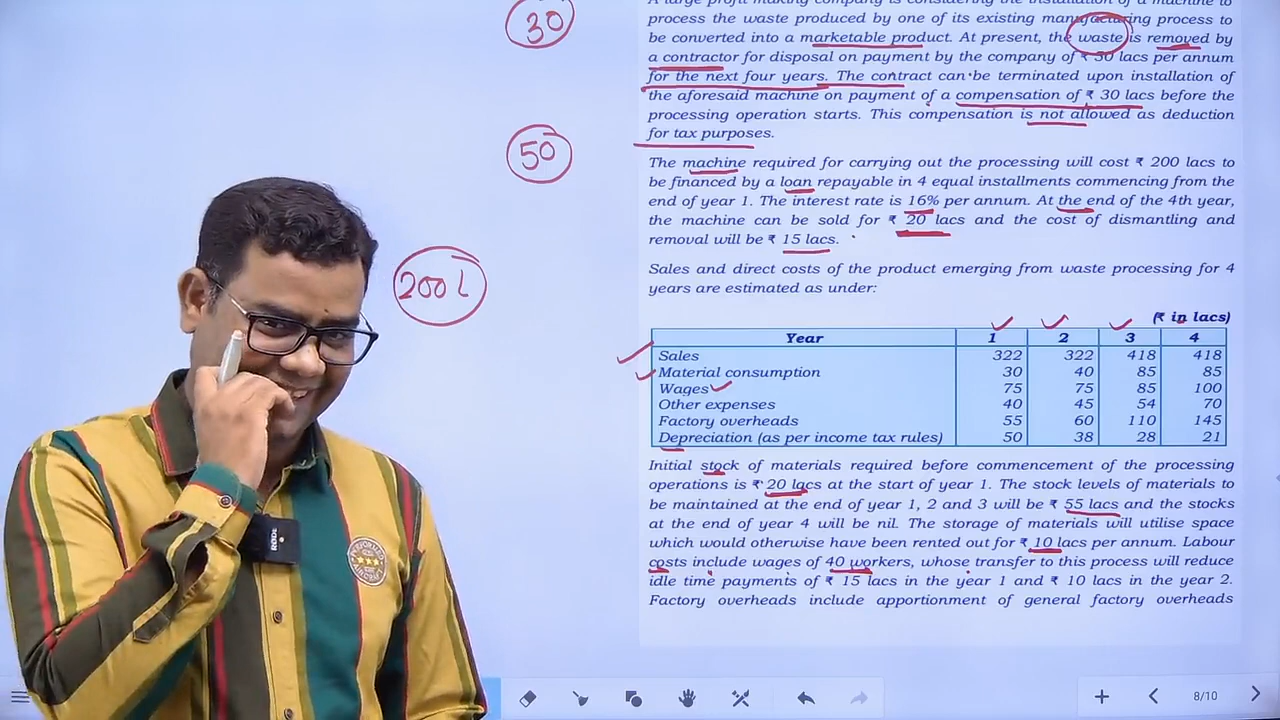 A large profit making company is considering the installation of a machine to
process the waste produced by one of its existing manufacturing process to
be converted into a marketable product. At present, the waste is removed by
a contractor for disposal on payment by the company of ₹ 50 lacs per annum
for the next four years. The contract can be terminated upon installation of
the aforesaid machine on payment of a compensation of ₹ 30 lacs before the
processing operation starts. This compensation is not allowed as deduction
for tax purposes.
The machine required for carrying out the processing will cost ₹ 200 lacs to
be financed by a loan repayable in 4 equal installments commencing from the
end of year 1. The interest rate is 16% per annum. At the end of the 4th year,
the machine can be sold for ₹ 20 lacs and the cost of dismantling and
removal will be ₹ 15 lacs.
Sales and direct costs of the product emerging from waste processing for 4
years are estimated as under:
(₹ in lacs)
Year 1 2 3 4
Sales 322 322 418 418
Material consumption 30 40 85 85
Wages 75 75 85 100
Other expenses 40 45 54 70
Factory overheads 55 60 110 145
Depreciation (as per income tax rules) 50 38 28 21
Initial stock of materials required before commencement of the processing
operations is ₹ 20 lacs at the start of year 1. The stock levels of materials to
be maintained at the end of year 1, 2 and 3 will be ₹ 55 lacs and the stocks
at the end of year 4 will be nil. The storage of materials will utilise space
which would otherwise have been rented out for ₹ 10 lacs per annum. Labour
costs include wages of 40 workers, whose transfer to this process will reduce
idle time payments of ₹ 15 lacs in the year 1 and ₹ 10 lacs in the year 2.
Factory overheads include apportionment of general factory overheads
30
50
200 L
RODE
8/10